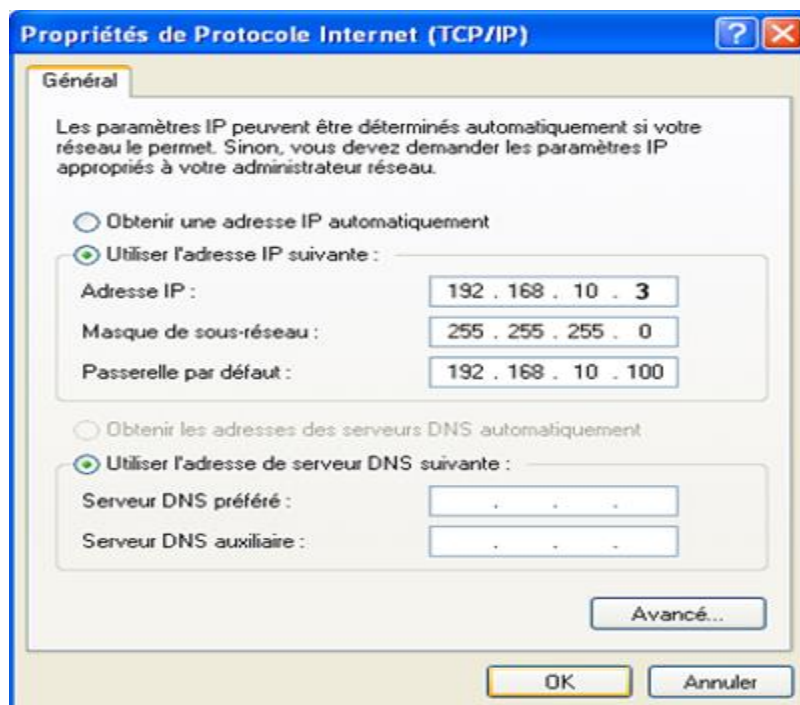 Propriétés de Protocole Internet (TCP/IP)
Général
Les paramètres IP peuvent être déterminés automatiquement si votre
réseau le permet. Sinon, vous devez demander les paramètres IP
appropriés à votre administrateur réseau.
Obtenir une adresse IP automatiquement
Utiliser l'adresse IP suivante :
Adresse IP : 192 . 168 . 10 . 3
Masque de sous-réseau : 255 . 255 . 255 . 0
Passerelle par défaut : 192 . 168 . 10 . 100
Obtenir les adresses des serveurs DNS automatiquement
Utiliser l'adresse de serveur DNS suivante :
Serveur DNS préféré : . . .
Serveur DNS auxiliaire : . . .
Avancé...
OK Annuler